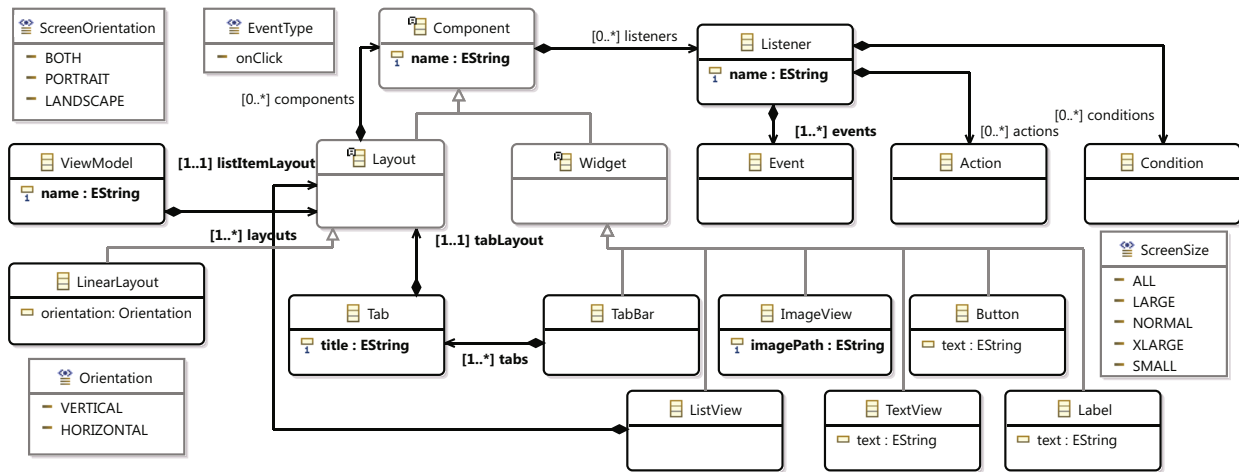 ScreenOrientation
BOTH
PORTRAIT
LANDSCAPE
EventType
onClick
Component
name : EString
[0..*] listeners
Listener
name : EString
[0..*] components
[1..*] events
[0..*] actions
[0..*] conditions
ViewModel
name : EString
[1..1] listItemLayout
Layout
Widget
Event
Action
Condition
[1..*] layouts
[1..1] tabLayout
LinearLayout
orientation: Orientation
Tab
title : EString
[1..*] tabs
TabBar
ImageView
imagePath : EString
Button
text : EString
ScreenSize
ALL
LARGE
NORMAL
XLARGE
SMALL
Orientation
VERTICAL
HORIZONTAL
ListView
TextView
text : EString
Label
text : EString